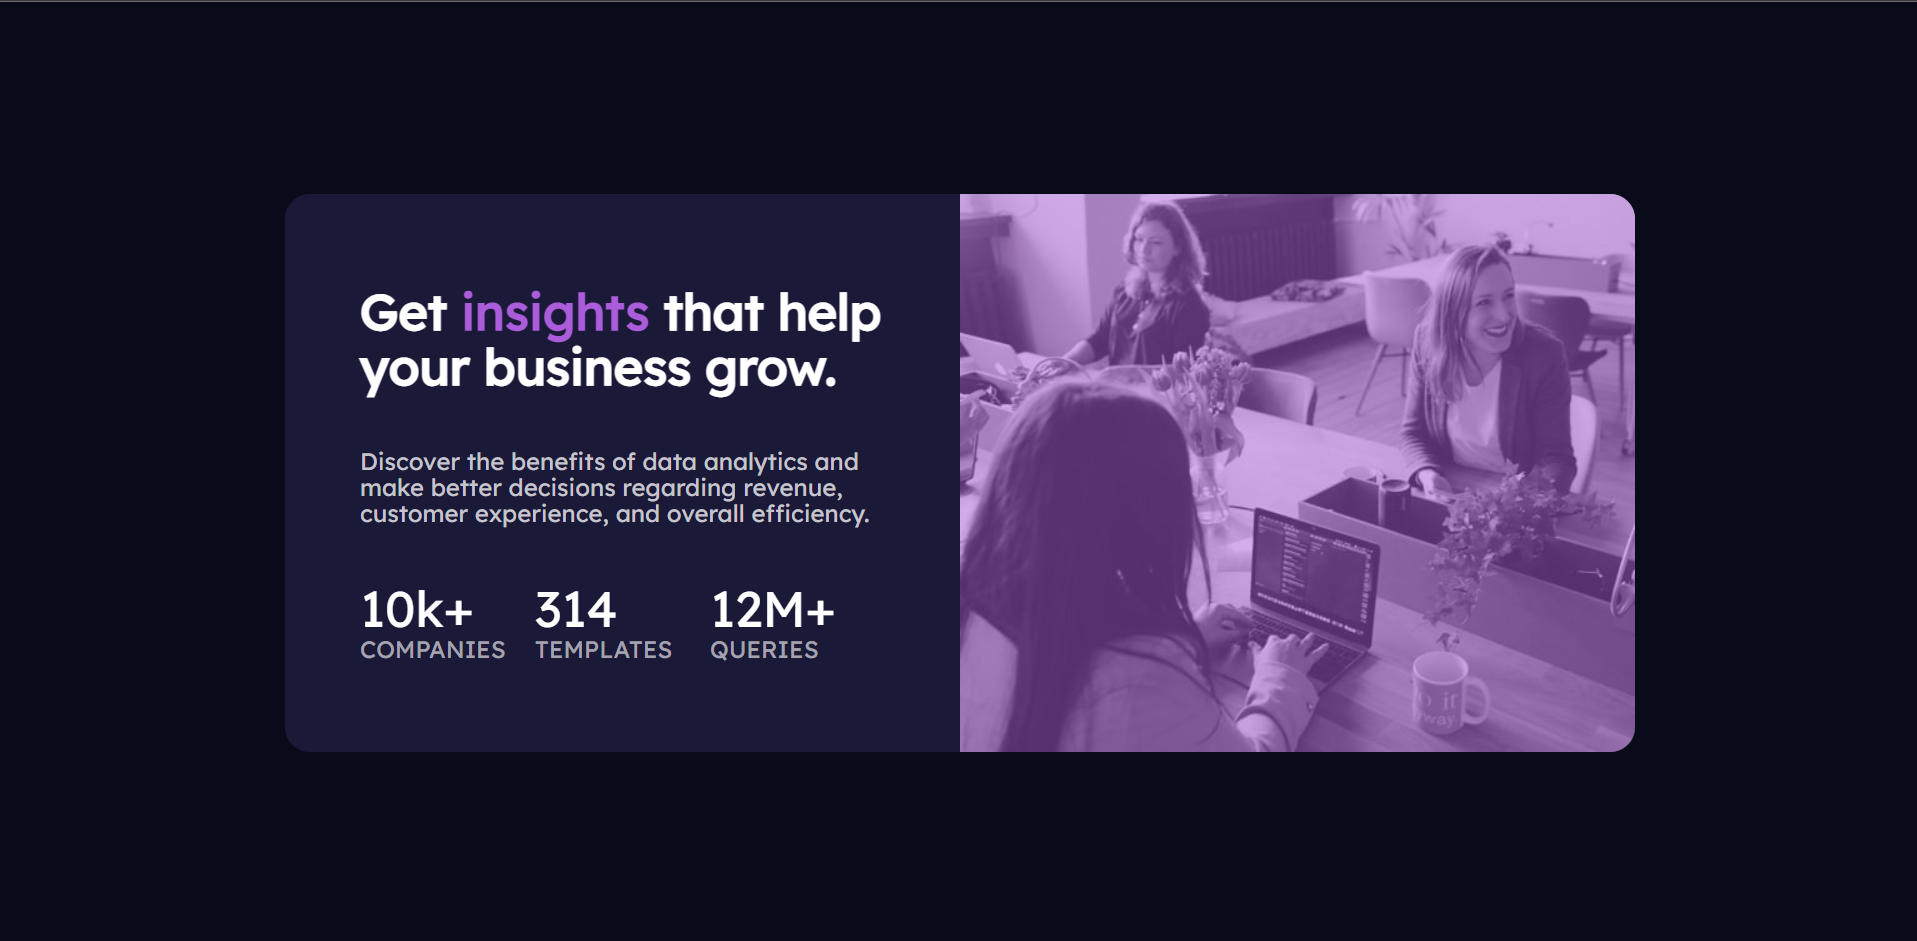 Get insights that help
your business grow.
Discover the benefits of data analytics and
make better decisions regarding revenue,
customer experience, and overall efficiency.
10k+ 314 12M+
COMPANIES TEMPLATES QUERIES
way